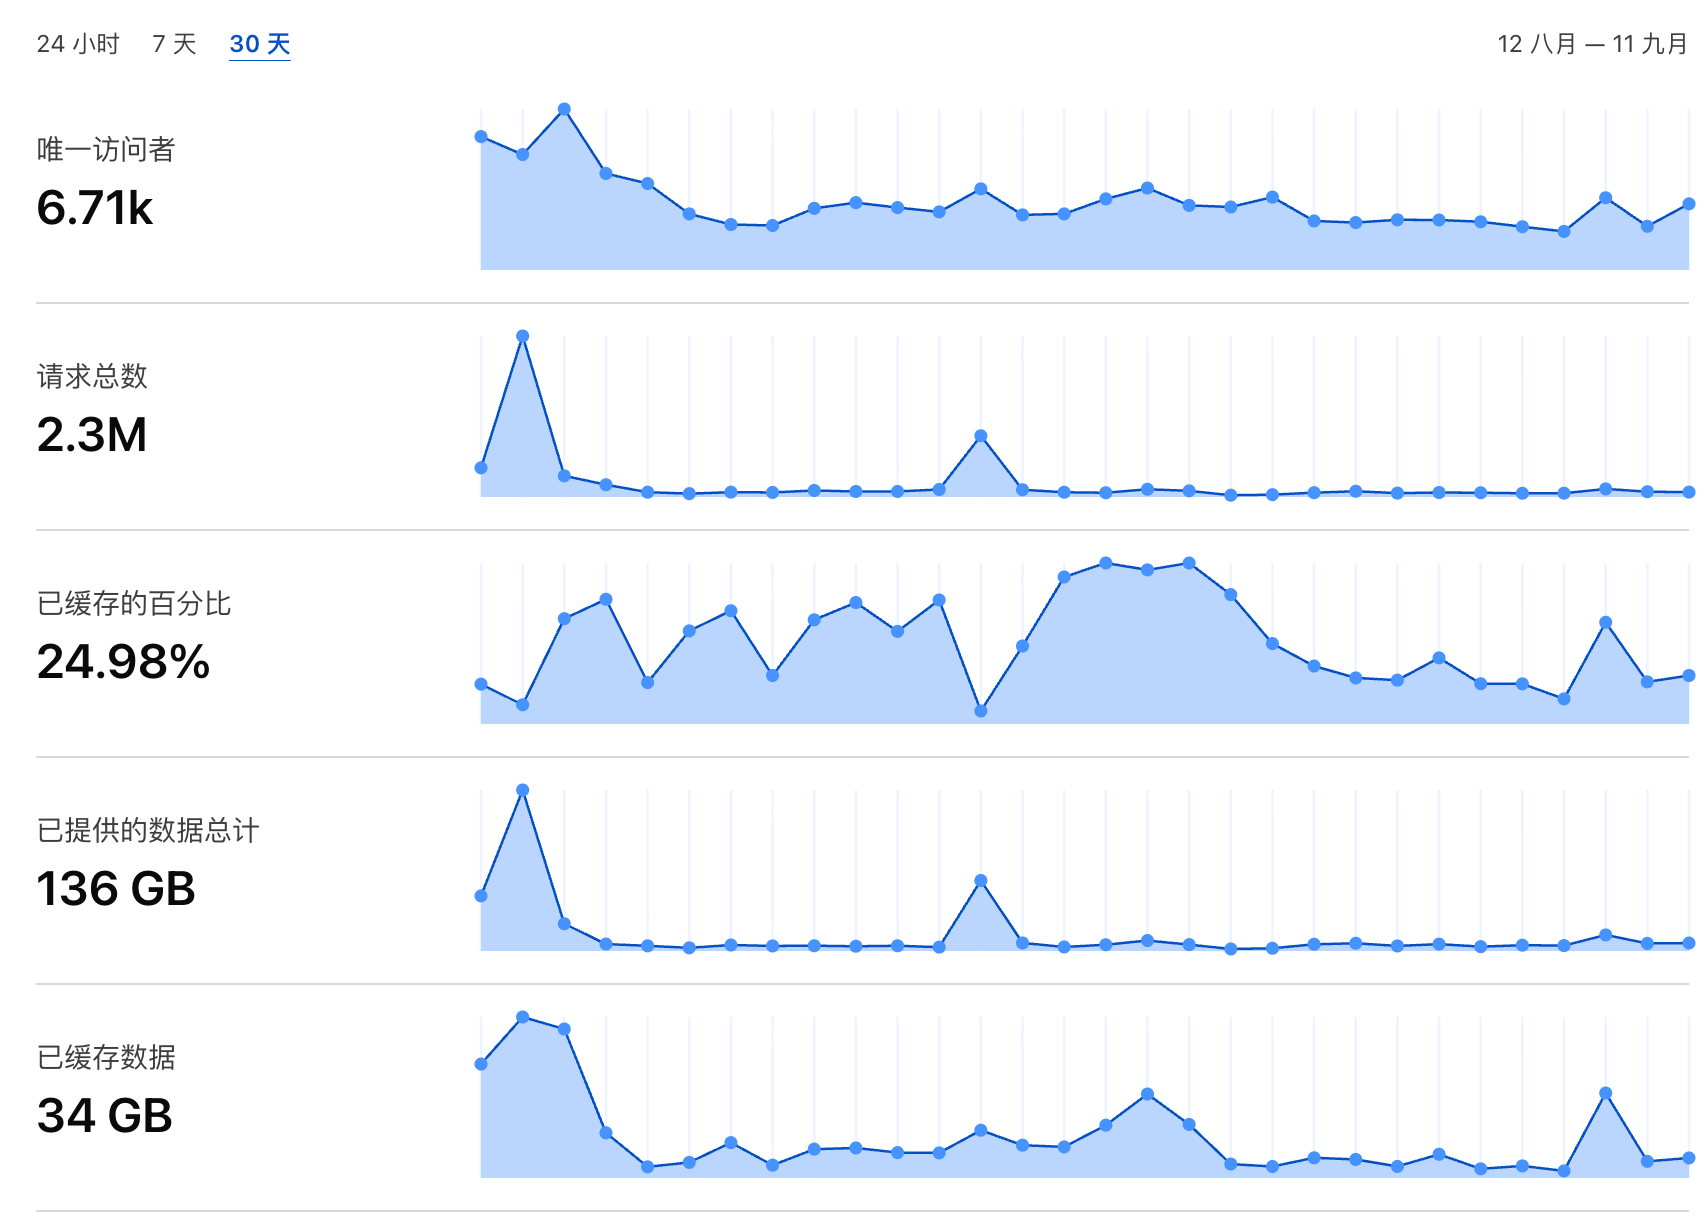 24 小时 7 天 30 天 12 八月 — 11 九月
唯一访问者
6.71k
请求总数
2.3M
已缓存的百分比
24.98%
已提供的数据总计
136 GB
已缓存数据
34 GB